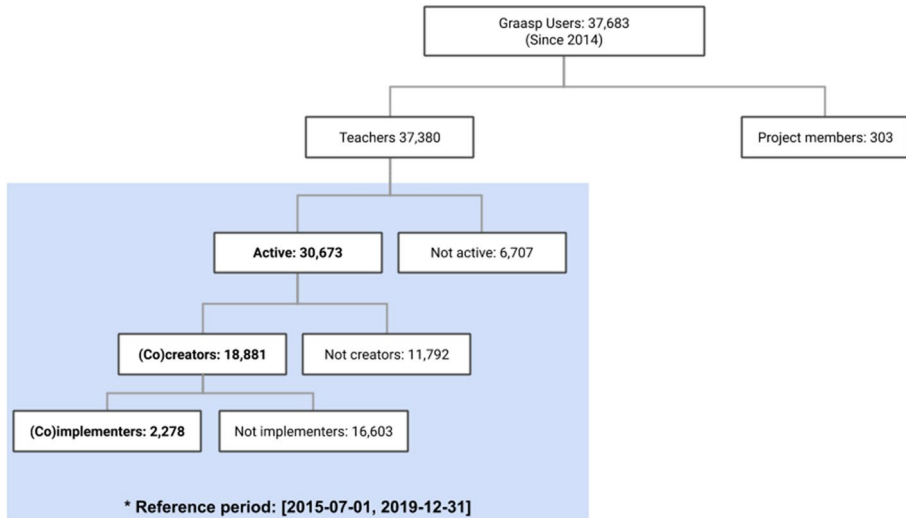 Graasp Users: 37,683
(Since 2014)
Teachers 37,380
Project members: 303
Active: 30,673
Not active: 6,707
(Co)creators: 18,881
Not creators: 11,792
(Co)implementers: 2,278
Not implementers: 16,603
* Reference period: [2015-07-01, 2019-12-31]